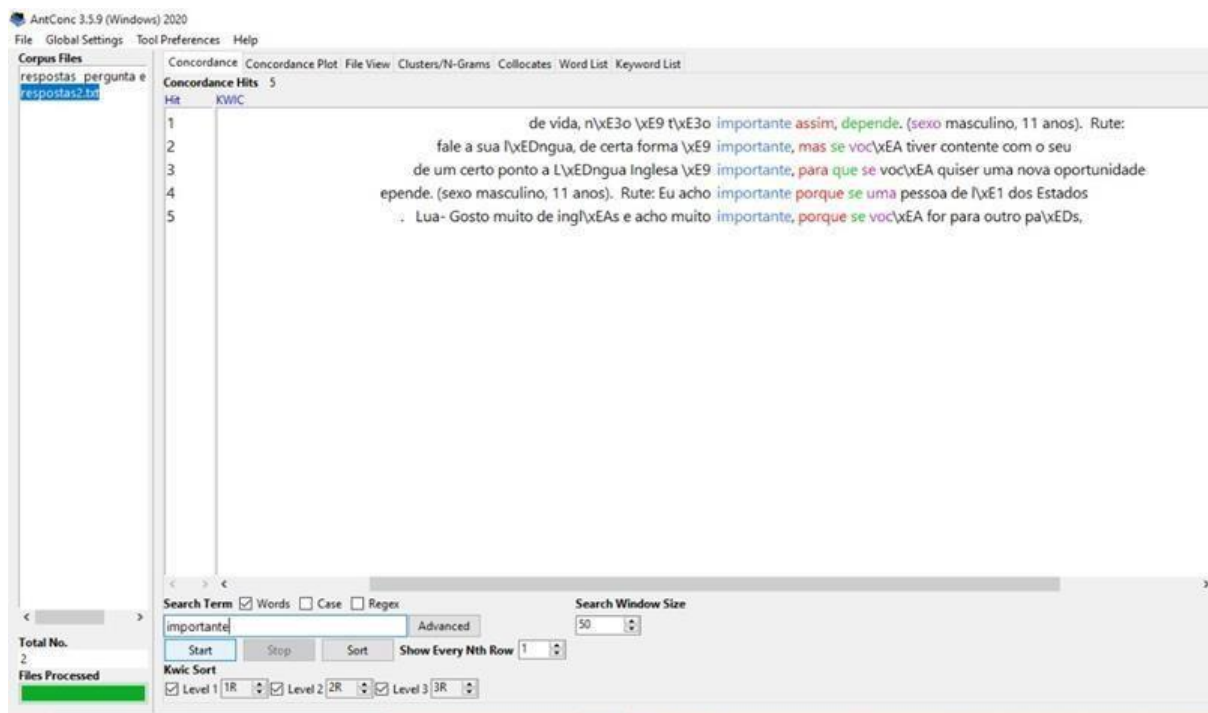 AntConc 3.5.9 (Windows) 2020
File Global Settings Tool Preferences Help
Corpus Files
respostas pergunta e
respostas2.txt
Concordance Concordance Plot File View Clusters/N-Grams Collocates Word List Keyword List
Concordance Hits 5
Hit KWIC
1 de vida, n\xE3o \xE9 t\xE3o importante assim, depende. (sexo masculino, 11 anos). Rute:
2 fale a sua l\xEDngua, de certa forma \xE9 importante, mas se voc\xEA tiver contente com o seu
3 de um certo ponto a L\xEDngua Inglesa \xE9 importante, para que se voc\xEA quiser uma nova oportunidade
4 epende. (sexo masculino, 11 anos). Rute: Eu acho importante porque se uma pessoa de l\xE1 dos Estados
5 . Lua- Gosto muito de ingl\xEAs e acho muito importante, porque se voc\xEA for para outro pa\xEDs,
Search Term Words Case Regex Search Window Size
importante Advanced 50
Start Stop Sort Show Every Nth Row 1
Kwic Sort
Level 1 1R Level 2 2R Level 3 3R
Total No.
2
Files Processed